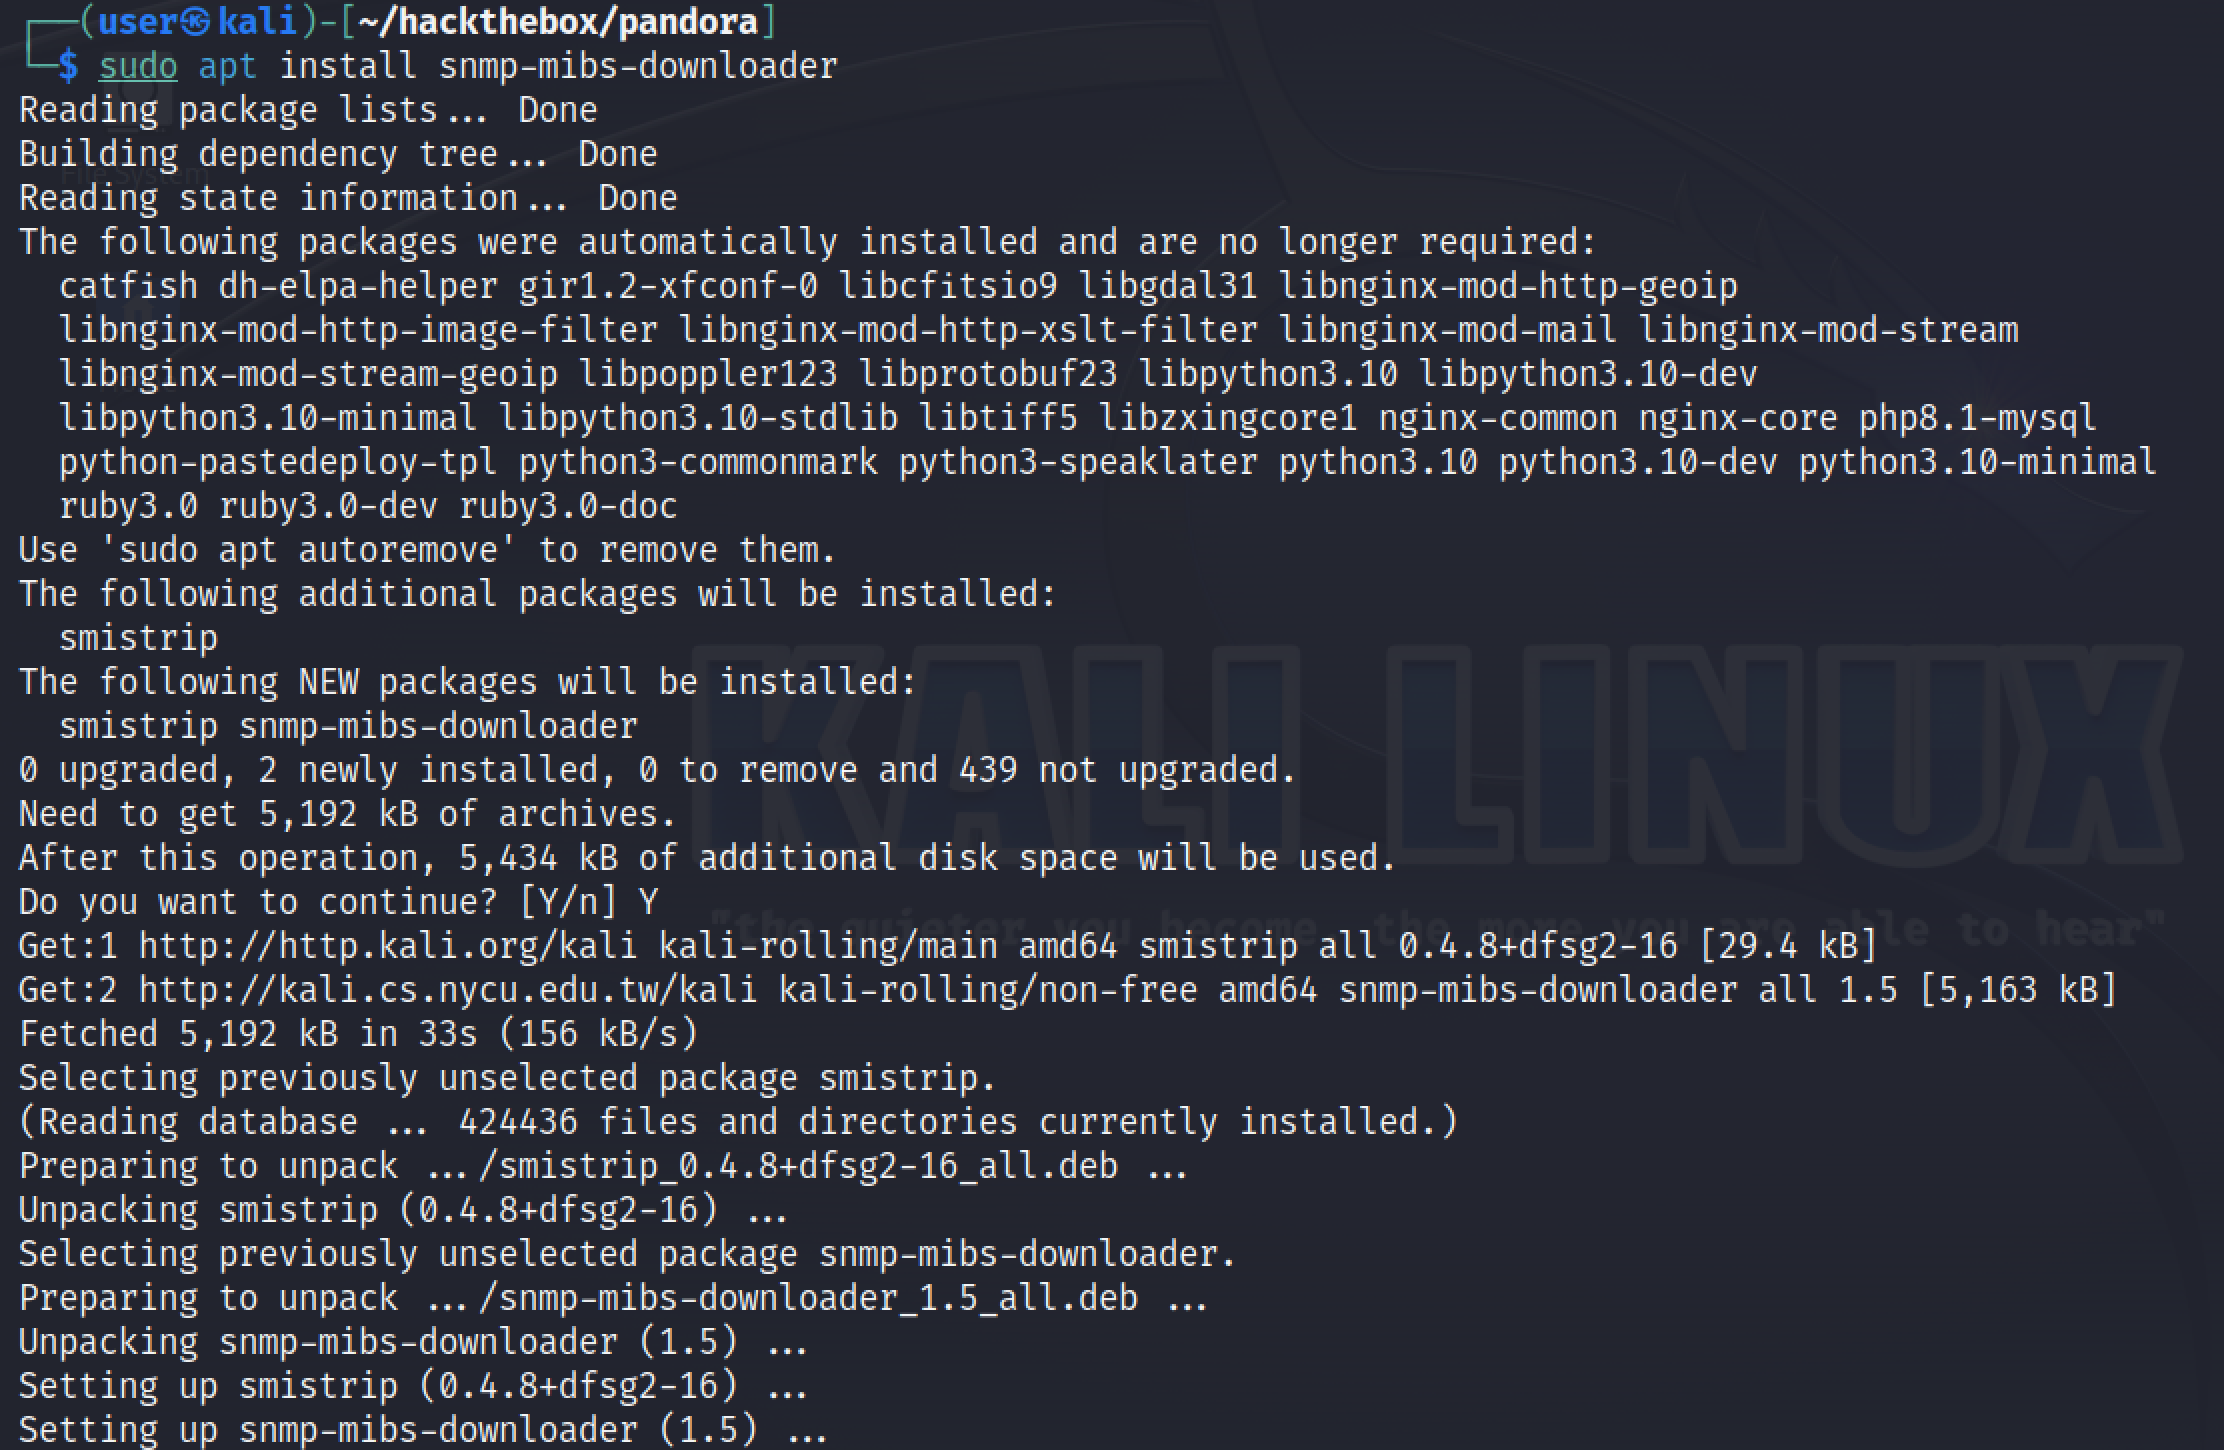 ┌──(user㉿kali)-[~/hackthebox/pandora]
└─$ sudo apt install snmp-mibs-downloader
Reading package lists... Done
Building dependency tree... Done
File System
Reading state information... Done
The following packages were automatically installed and are no longer required:
  catfish dh-elpa-helper gir1.2-xfconf-0 libcfitsio9 libgdal31 libnginx-mod-http-geoip
  libnginx-mod-http-image-filter libnginx-mod-http-xslt-filter libnginx-mod-mail libnginx-mod-stream
  libnginx-mod-stream-geoip libpoppler123 libprotobuf23 libpython3.10 libpython3.10-dev
  libpython3.10-minimal libpython3.10-stdlib libtiff5 libzxingcore1 nginx-common nginx-core php8.1-mysql
  python-pastedeploy-tpl python3-commonmark python3-speaklater python3.10 python3.10-dev python3.10-minimal
  ruby3.0 ruby3.0-dev ruby3.0-doc
Use 'sudo apt autoremove' to remove them.
The following additional packages will be installed:
  smistrip
The following NEW packages will be installed:
  smistrip snmp-mibs-downloader
KALI LINUX
0 upgraded, 2 newly installed, 0 to remove and 439 not upgraded.
Need to get 5,192 kB of archives.
After this operation, 5,434 kB of additional disk space will be used.
Do you want to continue? [Y/n] Y
"the quieter you become, the more you are able to hear"
Get:1 http://http.kali.org/kali kali-rolling/main amd64 smistrip all 0.4.8+dfsg2-16 [29.4 kB]
Get:2 http://kali.cs.nycu.edu.tw/kali kali-rolling/non-free amd64 snmp-mibs-downloader all 1.5 [5,163 kB]
Fetched 5,192 kB in 33s (156 kB/s)
Selecting previously unselected package smistrip.
(Reading database ... 424436 files and directories currently installed.)
Preparing to unpack .../smistrip_0.4.8+dfsg2-16_all.deb ...
Unpacking smistrip (0.4.8+dfsg2-16) ...
Selecting previously unselected package snmp-mibs-downloader.
Preparing to unpack .../snmp-mibs-downloader_1.5_all.deb ...
Unpacking snmp-mibs-downloader (1.5) ...
Setting up smistrip (0.4.8+dfsg2-16) ...
Setting up snmp-mibs-downloader (1.5) ...